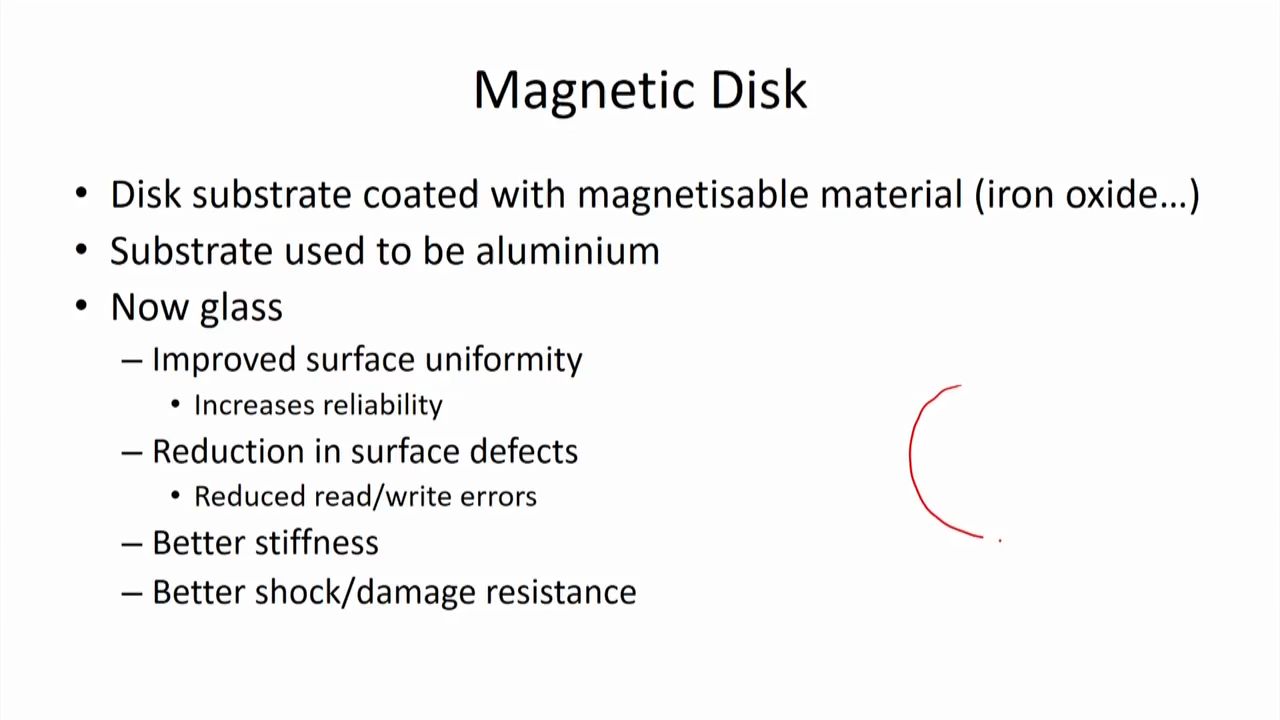 Magnetic Disk
• Disk substrate coated with magnetisable material (iron oxide…)
• Substrate used to be aluminium
• Now glass
– Improved surface uniformity
• Increases reliability
– Reduction in surface defects
• Reduced read/write errors
– Better stiffness
– Better shock/damage resistance